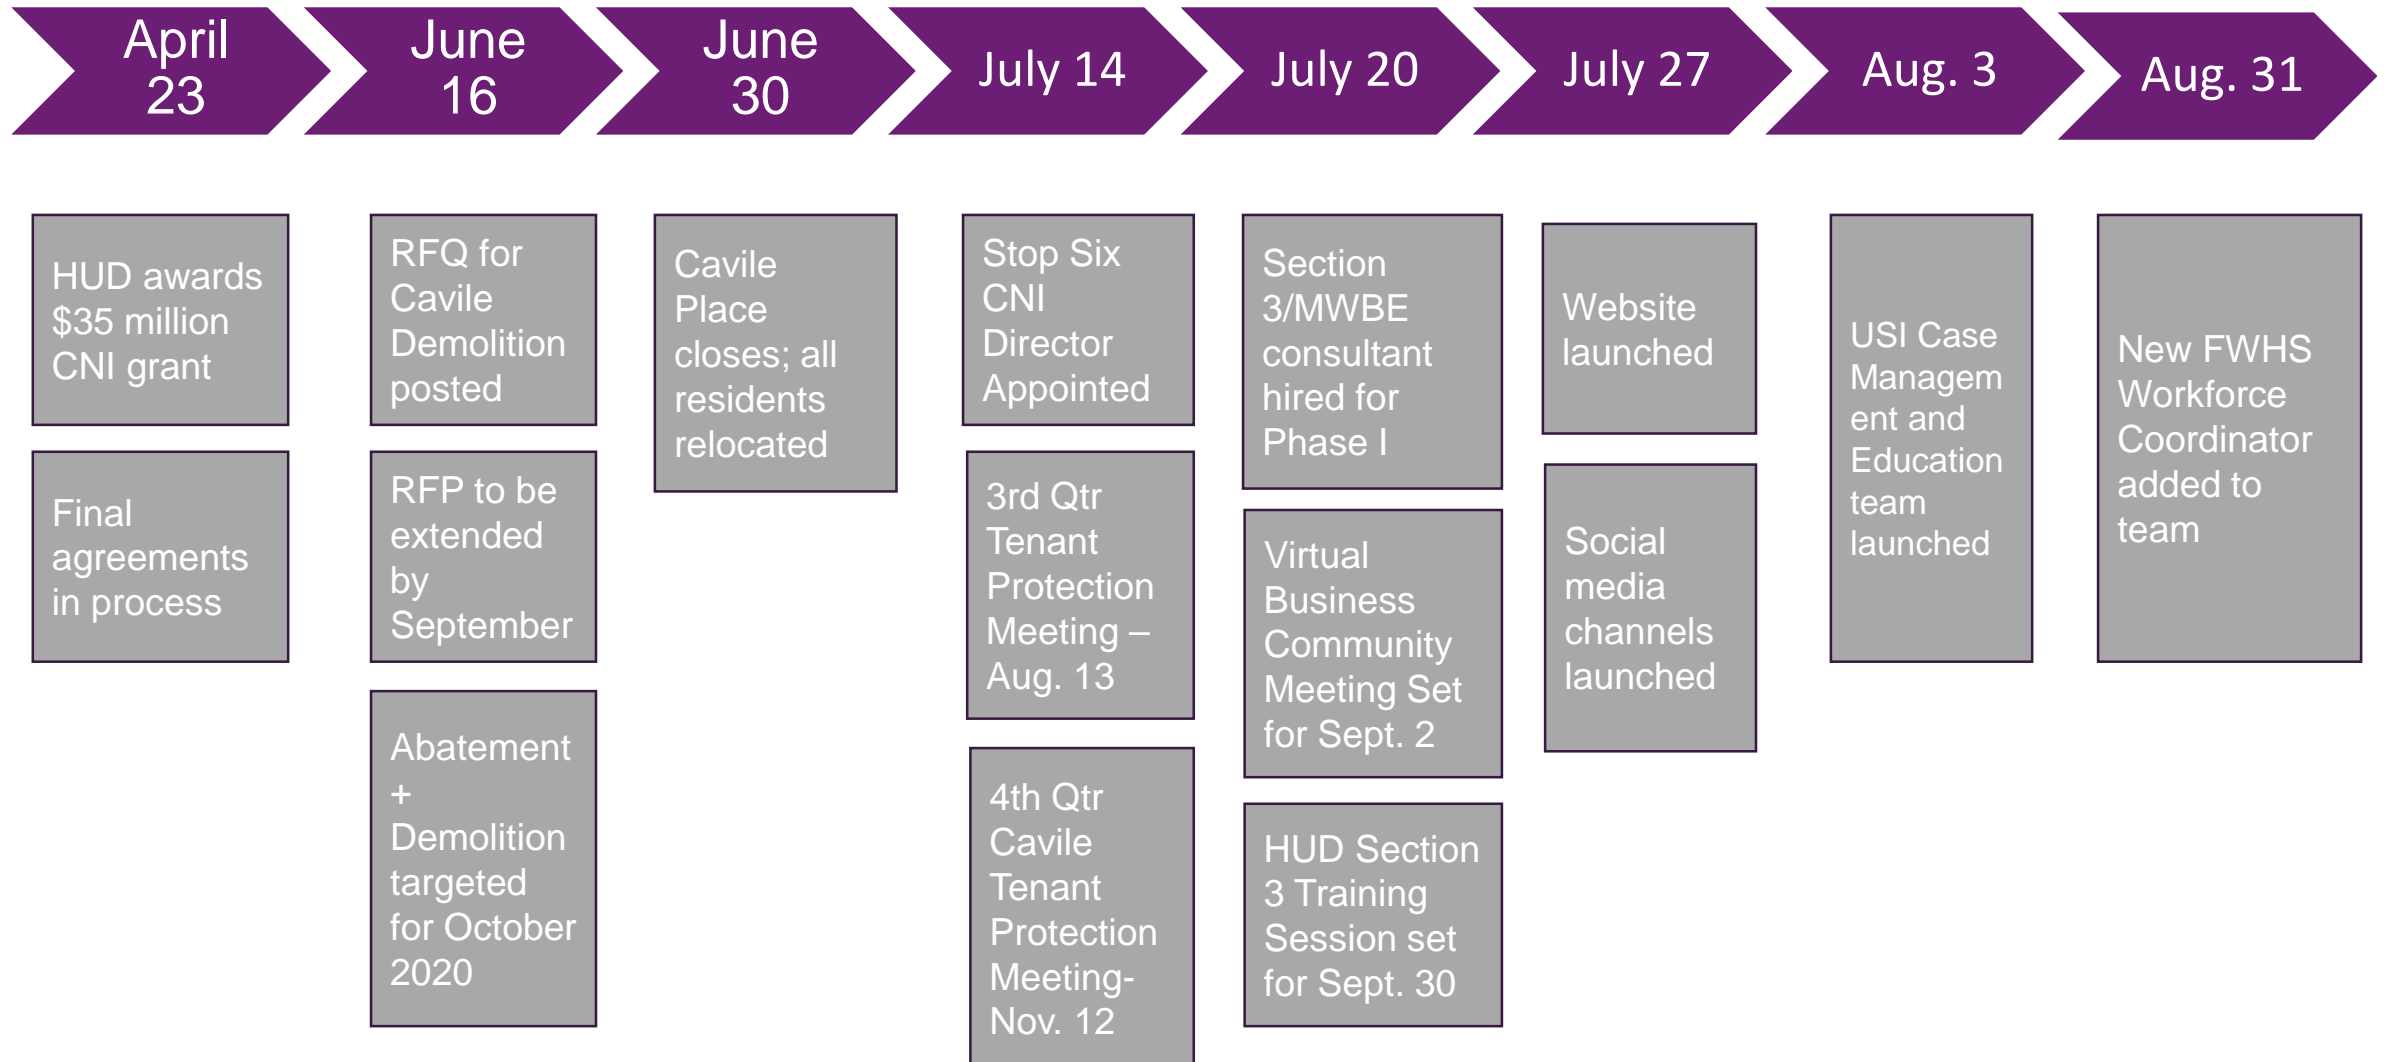 April
23
June
16
June
30
July 14
July 20
July 27
Aug. 3
Aug. 31
HUD awards
$35 million
CNI grant
Final
agreements
in process
RFQ for
Cavile
Demolition
posted
RFP to be
extended
by
September
Abatement
+
Demolition
targeted
for October
2020
Cavile
Place
closes; all
residents
relocated
Stop Six
CNI
Director
Appointed
3rd Qtr
Tenant
Protection
Meeting –
Aug. 13
4th Qtr
Cavile
Tenant
Protection
Meeting-
Nov. 12
Section
3/MWBE
consultant
hired for
Phase I
Virtual
Business
Community
Meeting Set
for Sept. 2
HUD Section
3 Training
Session set
for Sept. 30
Website
launched
Social
media
channels
launched
USI Case
Managem
ent and
Education
team
launched
New FWHS
Workforce
Coordinator
added to
team